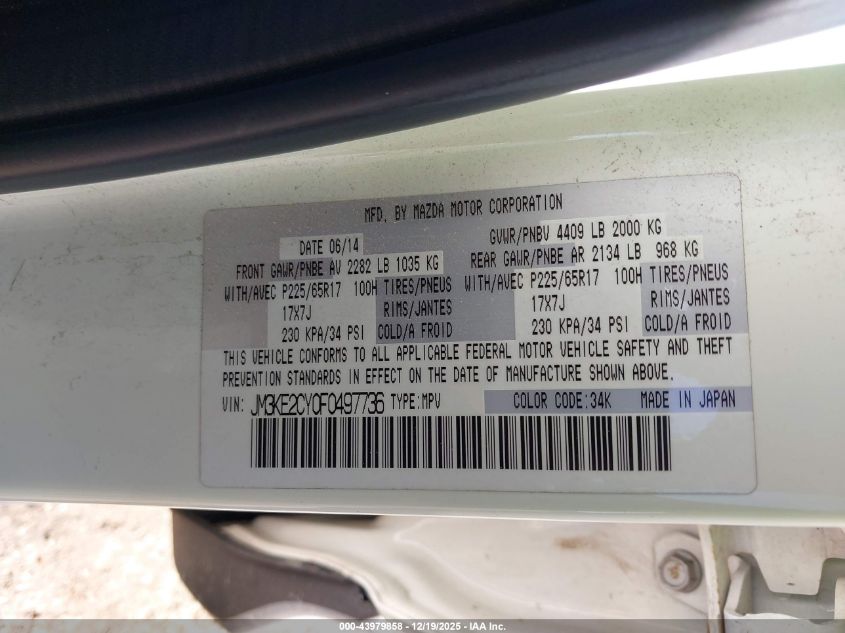 MFD. BY MAZDA MOTOR CORPORATION
DATE 06/14 GVWR/PNBV 4409 LB 2000 KG
FRONT GAWR/PNBE AV 2282 LB 1035 KG REAR GAWR/PNBE AR 2134 LB 968 KG
WITH/AVEC P225/65R17 100H TIRES/PNEUS WITH/AVEC P225/65R17 100H TIRES/PNEUS
17X7J RIMS/JANTES 17X7J RIMS/JANTES
230 KPA/34 PSI COLD/A FROID 230 KPA/34 PSI COLD/A FROID
THIS VEHICLE CONFORMS TO ALL APPLICABLE FEDERAL MOTOR VEHICLE SAFETY AND THEFT
PREVENTION STANDARDS IN EFFECT ON THE DATE OF MANUFACTURE SHOWN ABOVE.
VIN: JM3KE2CY0F0497736 TYPE:MPV COLOR CODE:34K MADE IN JAPAN
000-43979858 - 12/19/2025 - IAA Inc.